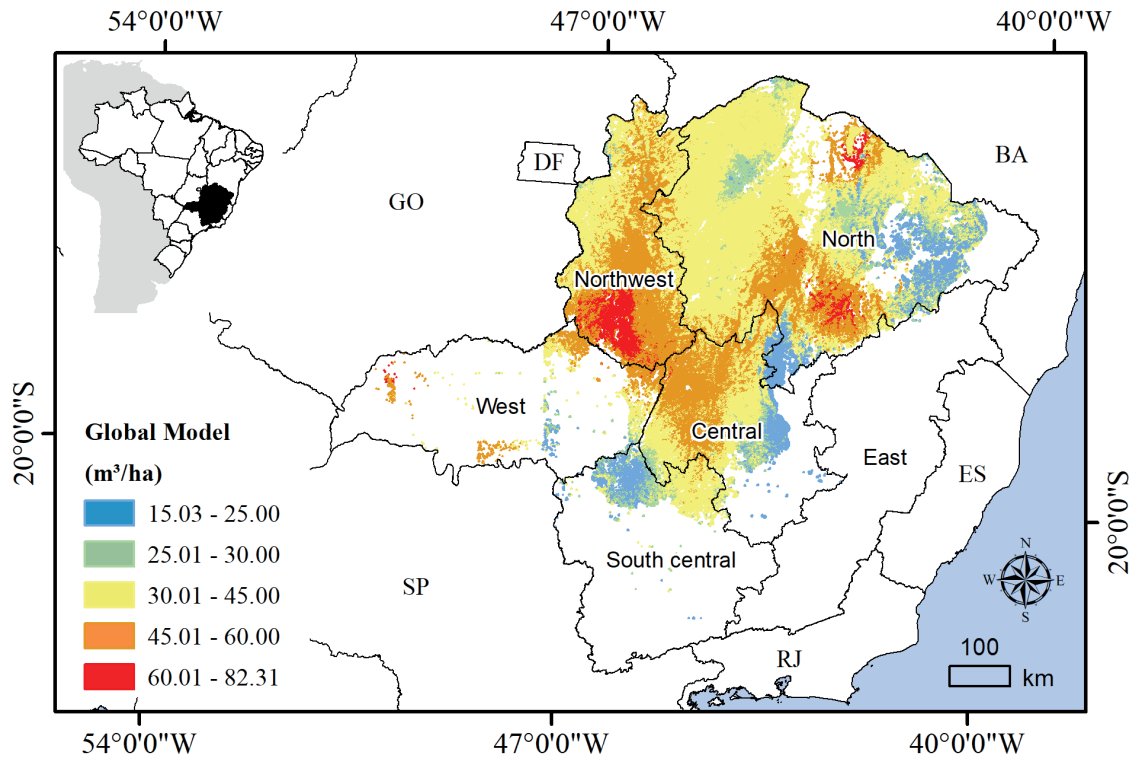 54°0'0"W
47°0'0"W
40°0'0"W
DF
BA
GO
North
Northwest
West
Central
20°0'0"S
Global Model
(m³/ha)
15.03 - 25.00
25.01 - 30.00
30.01 - 45.00
45.01 - 60.00
60.01 - 82.31
East
ES
20°0'0"S
South central
SP
N
W
E
S
RJ
100
km
54°0'0"W
47°0'0"W
40°0'0"W